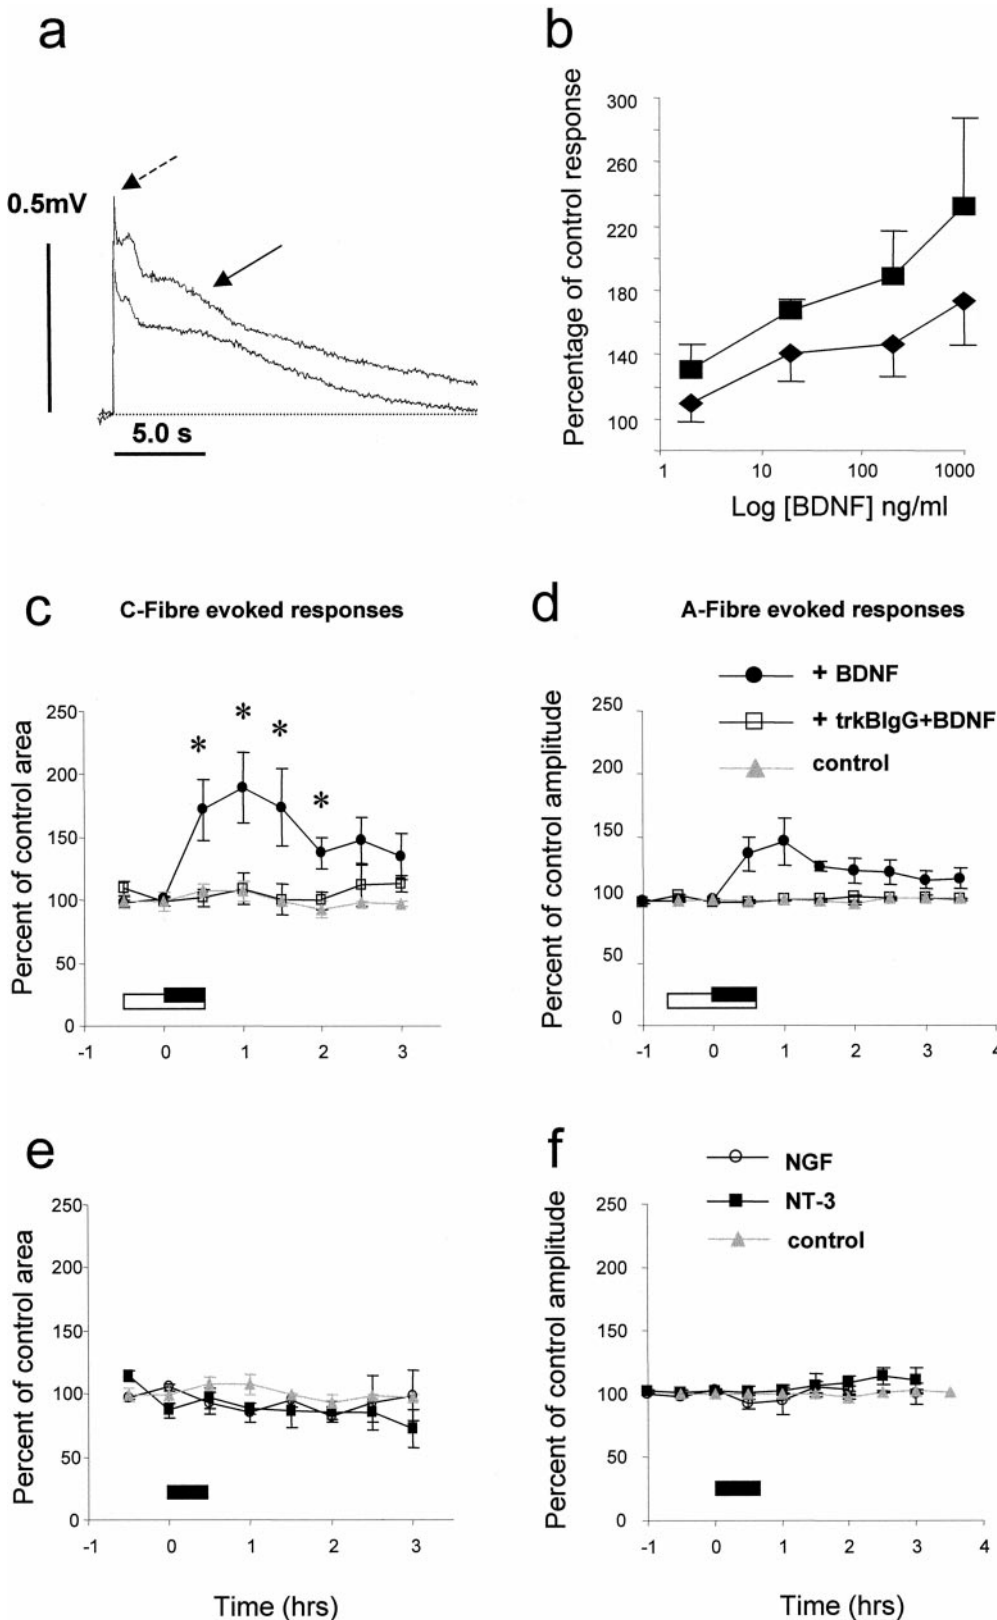 a
0.5mV
5.0 s
b
Percentage of control response
300
260
220
180
140
100
1 10 100 1000
Log [BDNF] ng/ml
c
C-Fibre evoked responses
Percent of control area
250
200
150
100
50
0
-1 0 1 2 3
* * * *
d
A-Fibre evoked responses
+ BDNF
+ trkBIgG+BDNF
control
Percent of control amplitude
250
200
150
100
50
0
-1 0 1 2 3 4
e
Percent of control area
250
200
150
100
50
0
-1 0 1 2 3
Time (hrs)
f
NGF
NT-3
control
Percent of control amplitude
250
200
150
100
50
0
-1 0 1 2 3 4
Time (hrs)